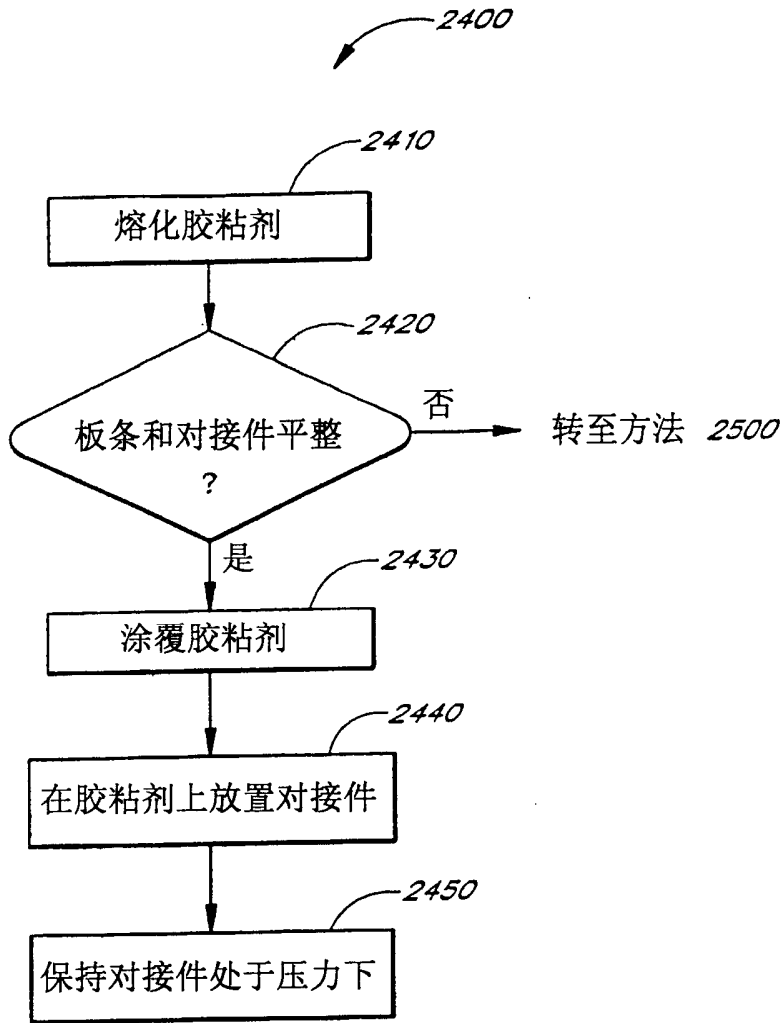 2400
2410
熔化胶粘剂
2420
板条和对接件平整
?
否
转至方法 2500
是
2430
涂覆胶粘剂
2440
在胶粘剂上放置对接件
2450
保持对接件处于压力下